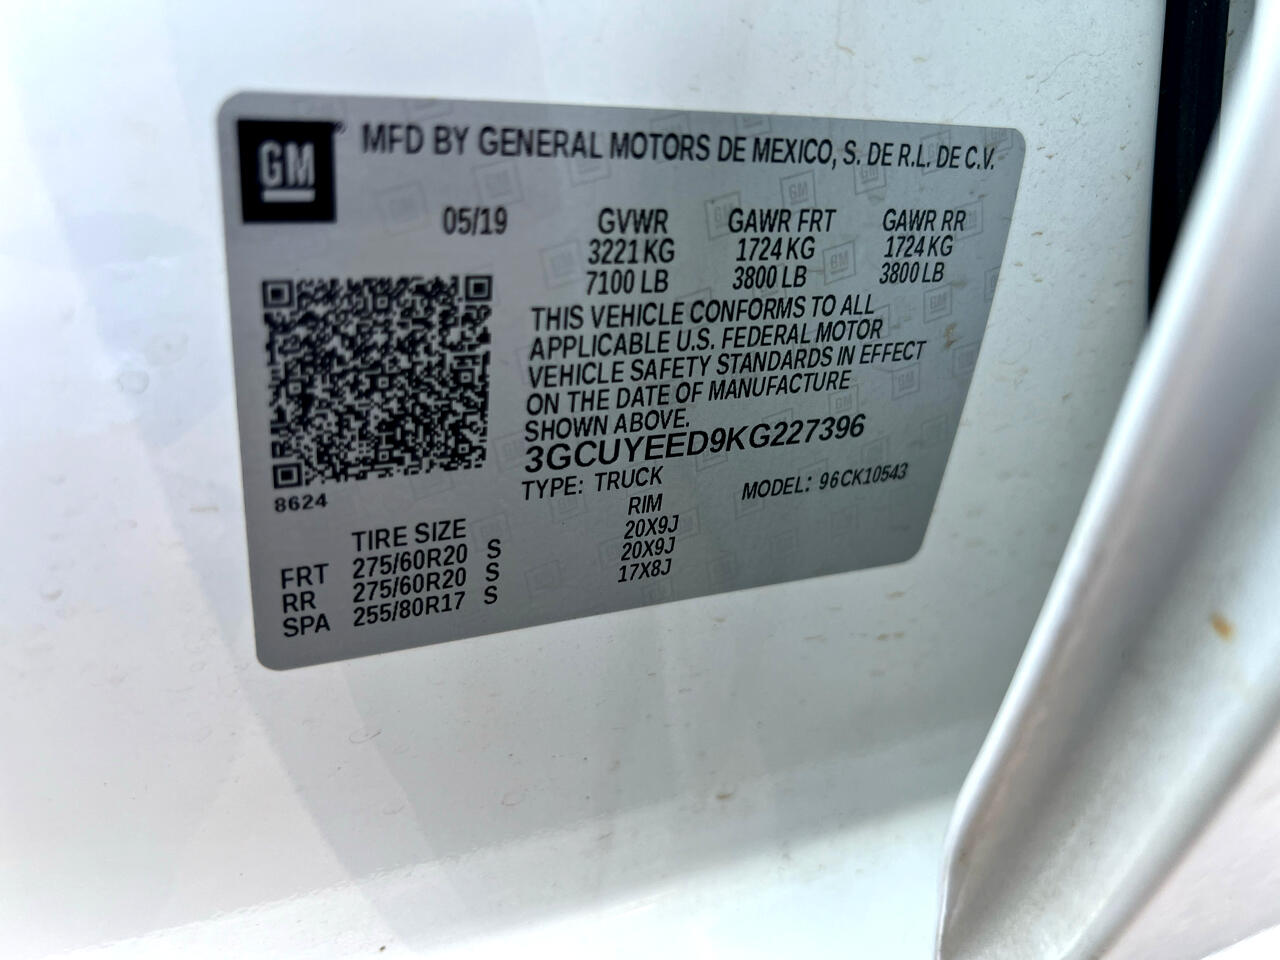 GM MFD BY GENERAL MOTORS DE MEXICO, S. DE R.L. DE C.V.
05/19 GVWR GAWR FRT GAWR RR
3221 KG 1724 KG 1724 KG
7100 LB 3800 LB 3800 LB
THIS VEHICLE CONFORMS TO ALL
APPLICABLE U.S. FEDERAL MOTOR
VEHICLE SAFETY STANDARDS IN EFFECT
ON THE DATE OF MANUFACTURE
SHOWN ABOVE.
3GCUYEED9KG227396
TYPE: TRUCK MODEL: 96CK10543
8624
TIRE SIZE RIM
FRT 275/60R20 S 20X9J
RR 275/60R20 S 20X9J
SPA 255/80R17 S 17X8J